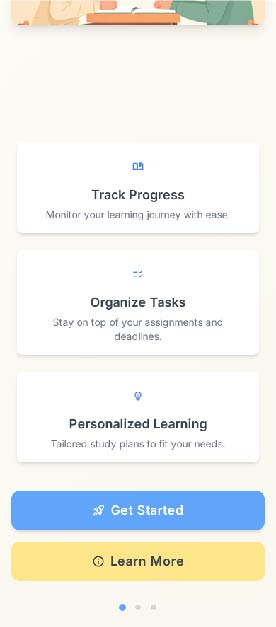 Track Progress
Monitor your learning journey with ease.
Organize Tasks
Stay on top of your assignments and
deadlines.
Personalized Learning
Tailored study plans to fit your needs.
Get Started
Learn More